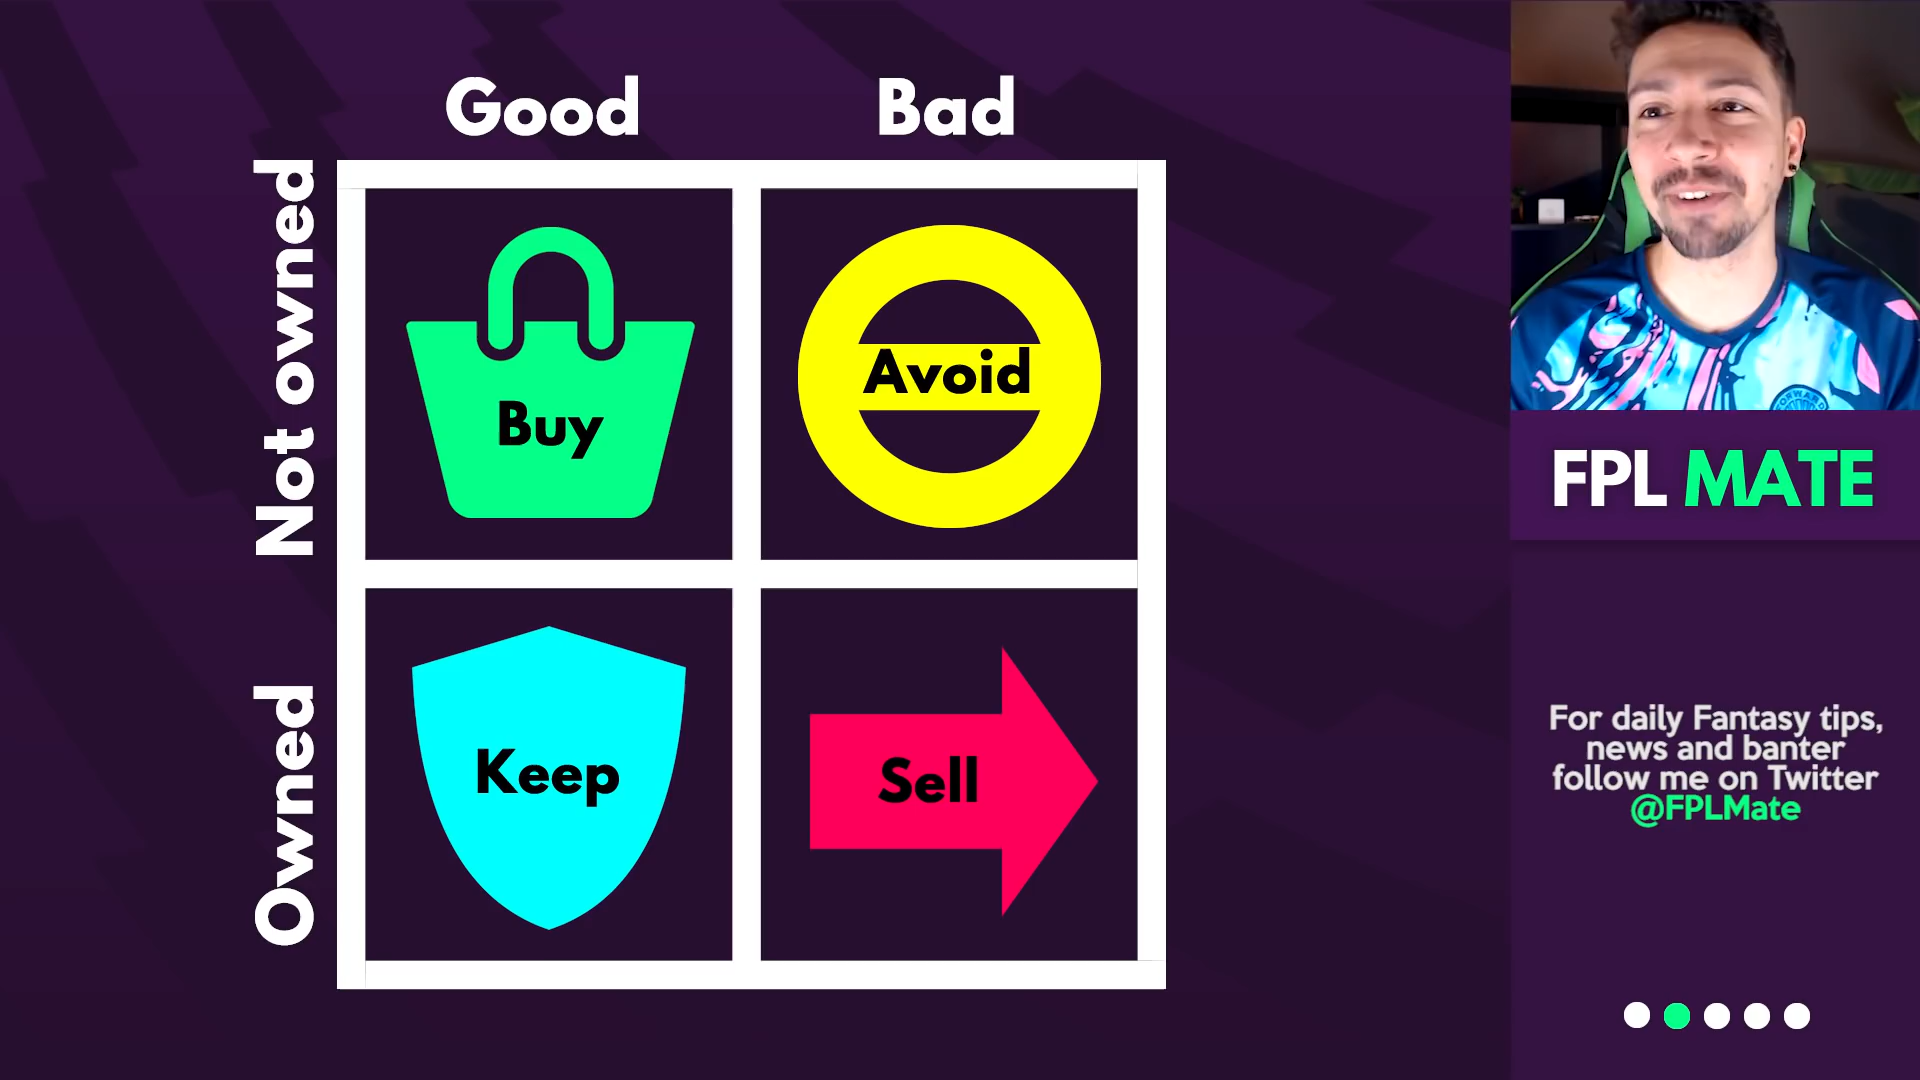 Good
Bad
Not owned
Buy
Avoid
Owned
Keep
Sell
FORWARD
FPL MATE
For daily Fantasy tips,
news and banter
follow me on Twitter
@FPLMate